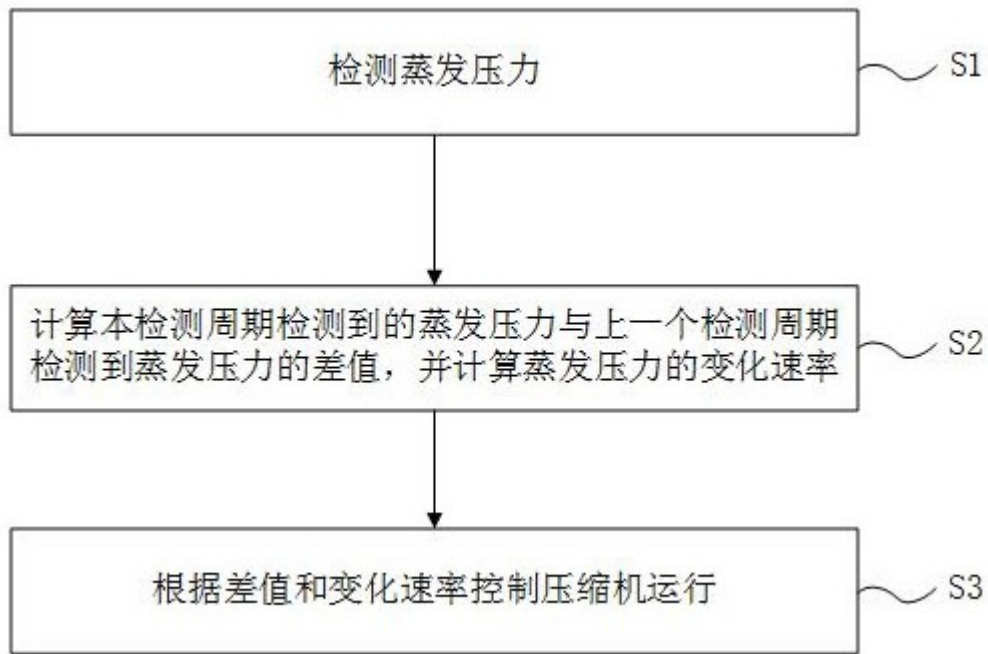 检测蒸发压力
S1
计算本检测周期检测到的蒸发压力与上一个检测周期
检测到蒸发压力的差值，并计算蒸发压力的变化速率
S2
根据差值和变化速率控制压缩机运行
S3